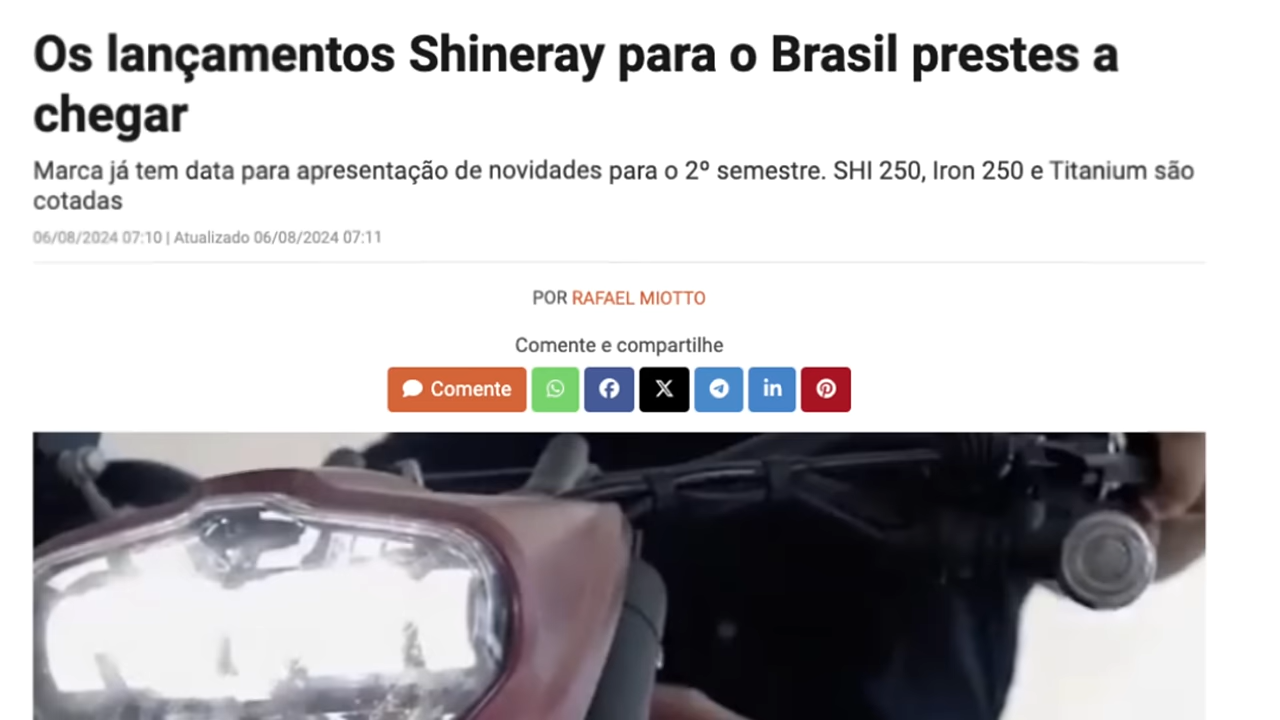 Os lançamentos Shineray para o Brasil prestes a
chegar
Marca já tem data para apresentação de novidades para o 2º semestre. SHI 250, Iron 250 e Titanium são
cotadas
06/08/2024 07:10 | Atualizado 06/08/2024 07:11
POR RAFAEL MIOTTO
Comente e compartilhe
Comente